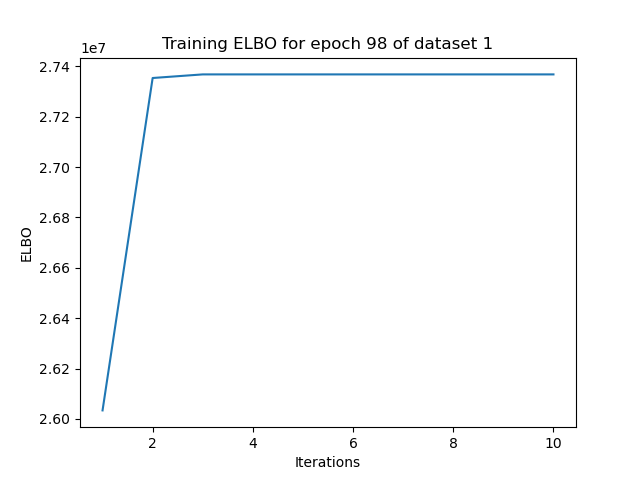 Training ELBO for epoch 98 of dataset 1
1e7
2.74
2.72
2.70
2.68
2.66
2.64
2.62
2.60
ELBO
2 4 6 8 10
Iterations